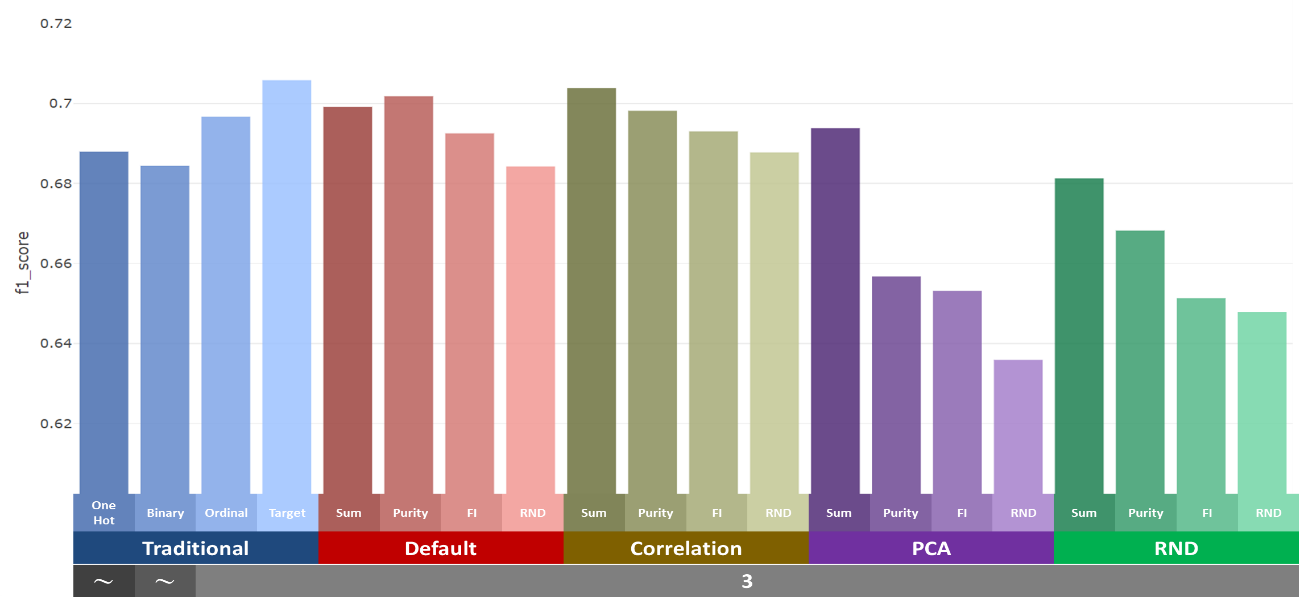 0.72
0.7
0.68
0.66
0.64
0.62
f1_score
One Hot Binary Ordinal Target Sum Purity FI RND Sum Purity FI RND Sum Purity FI RND Sum Purity FI RND
Traditional Default Correlation PCA RND
~ ~ 3